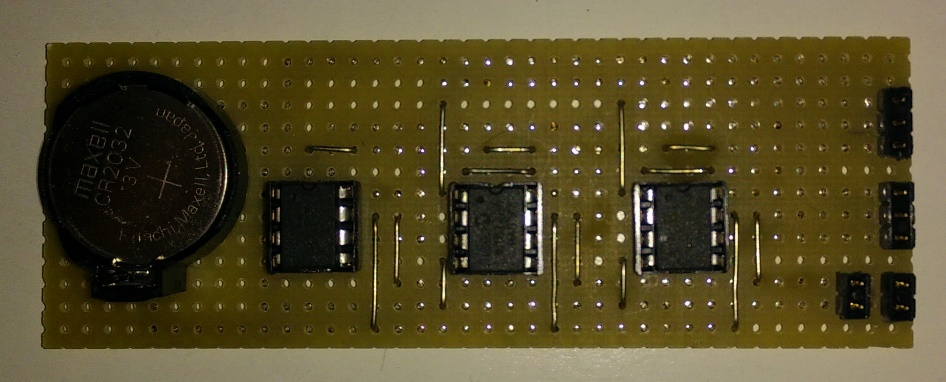 maxell
CR2032
3V
+
Hitachi Maxell, Ltd. Japan